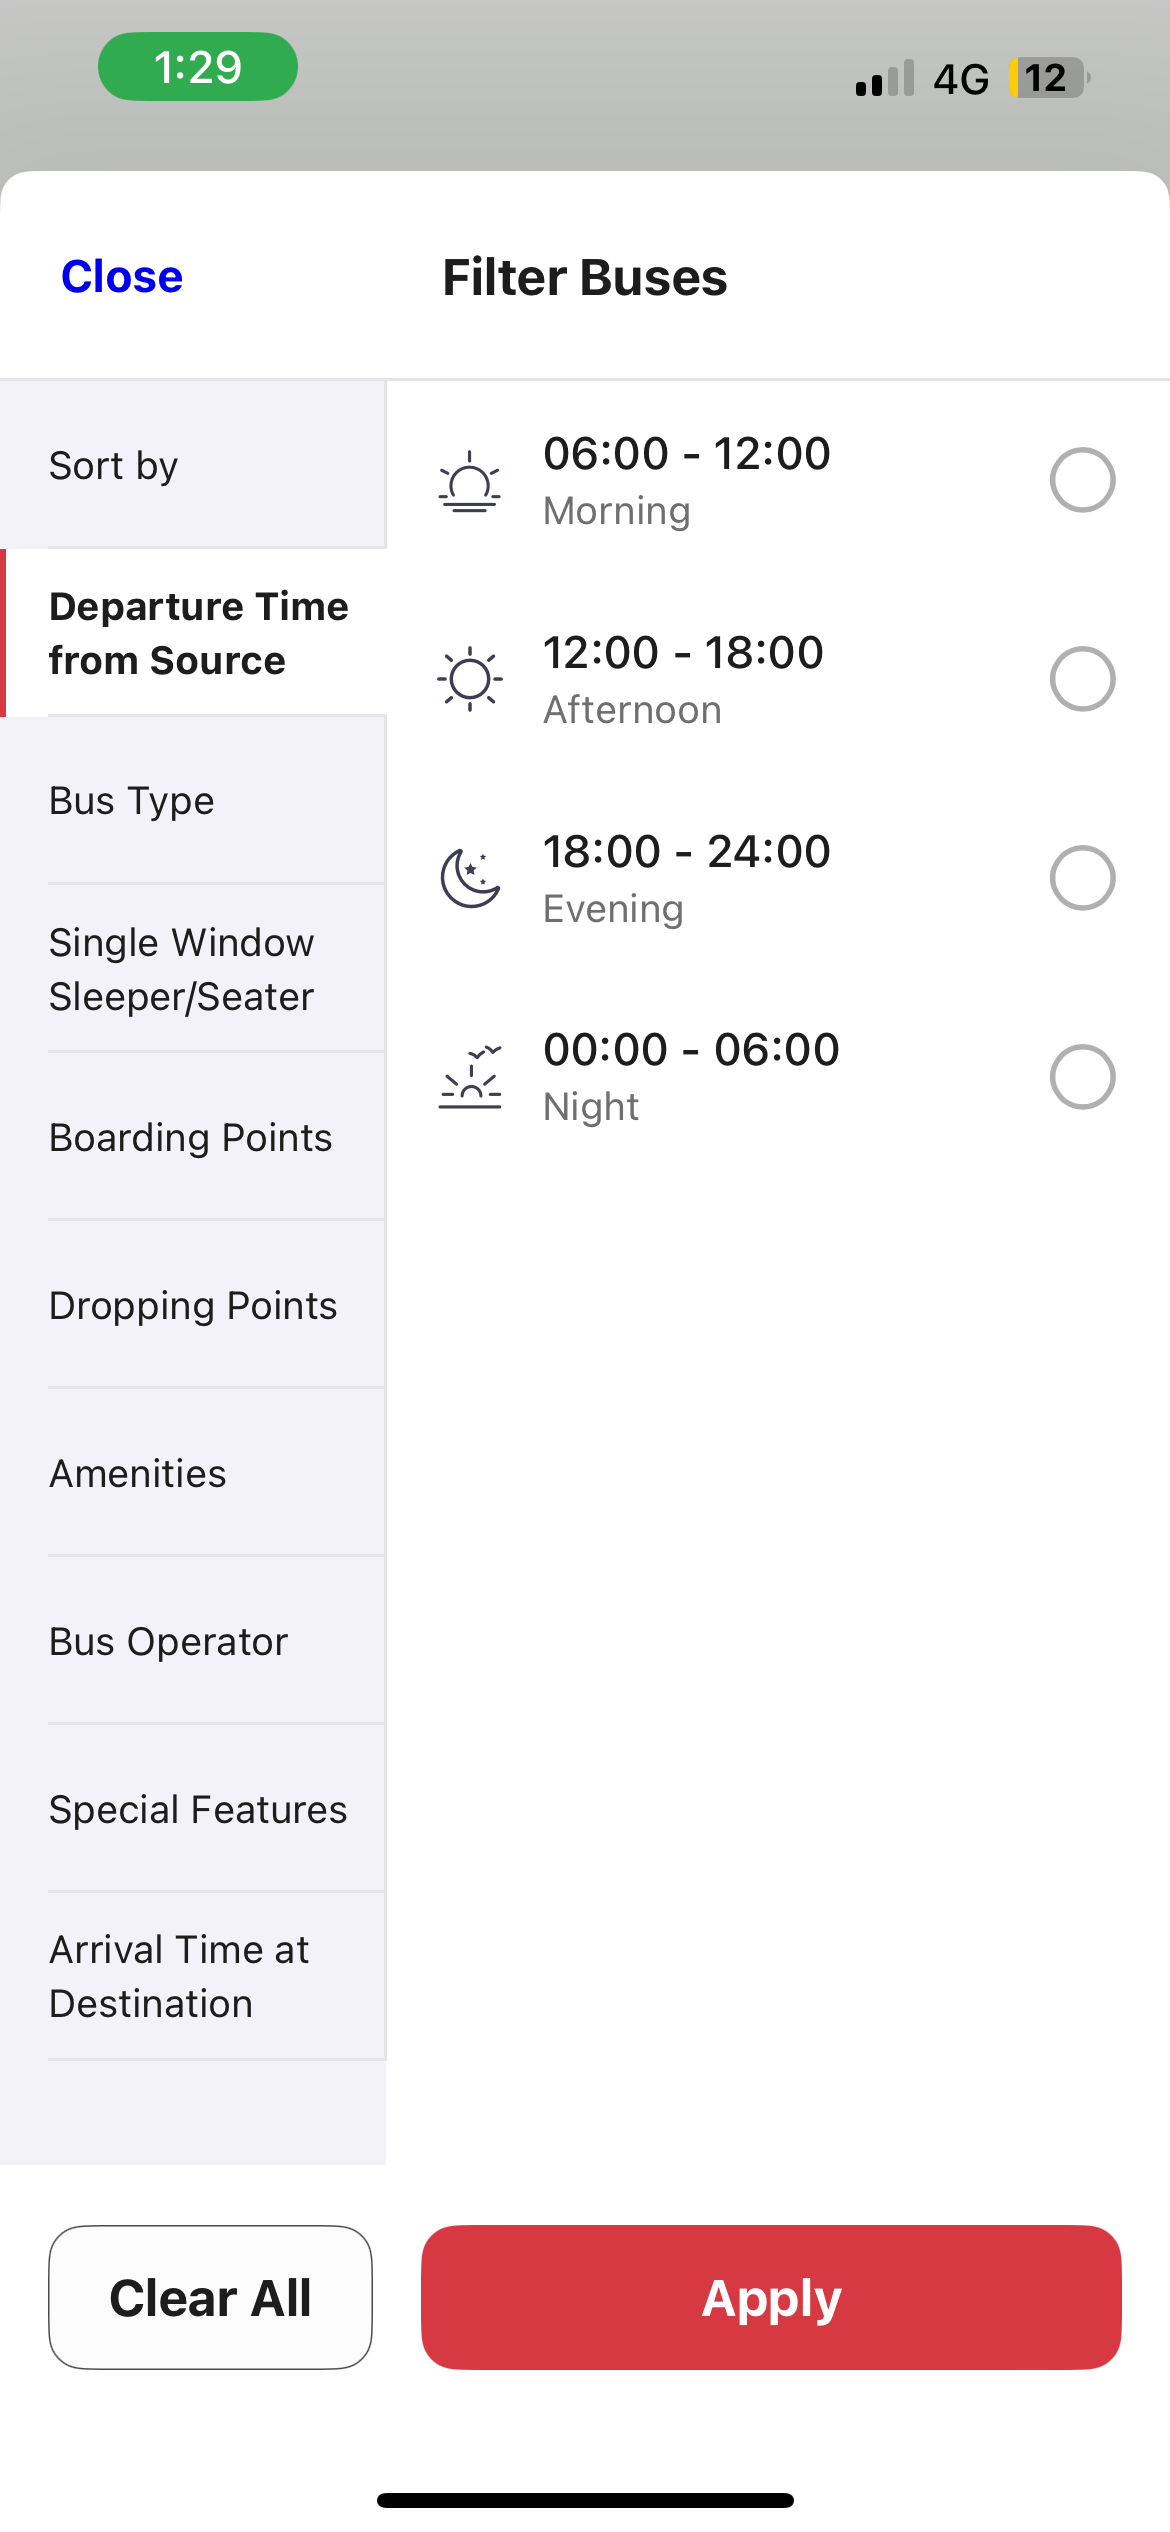 1:29
4G
12
Close
Filter Buses
Sort by
Departure Time
from Source
Bus Type
Single Window
Sleeper/Seater
Boarding Points
Dropping Points
Amenities
Bus Operator
Special Features
Arrival Time at
Destination
06:00 - 12:00
Morning
12:00 - 18:00
Afternoon
18:00 - 24:00
Evening
00:00 - 06:00
Night
Clear All
Apply